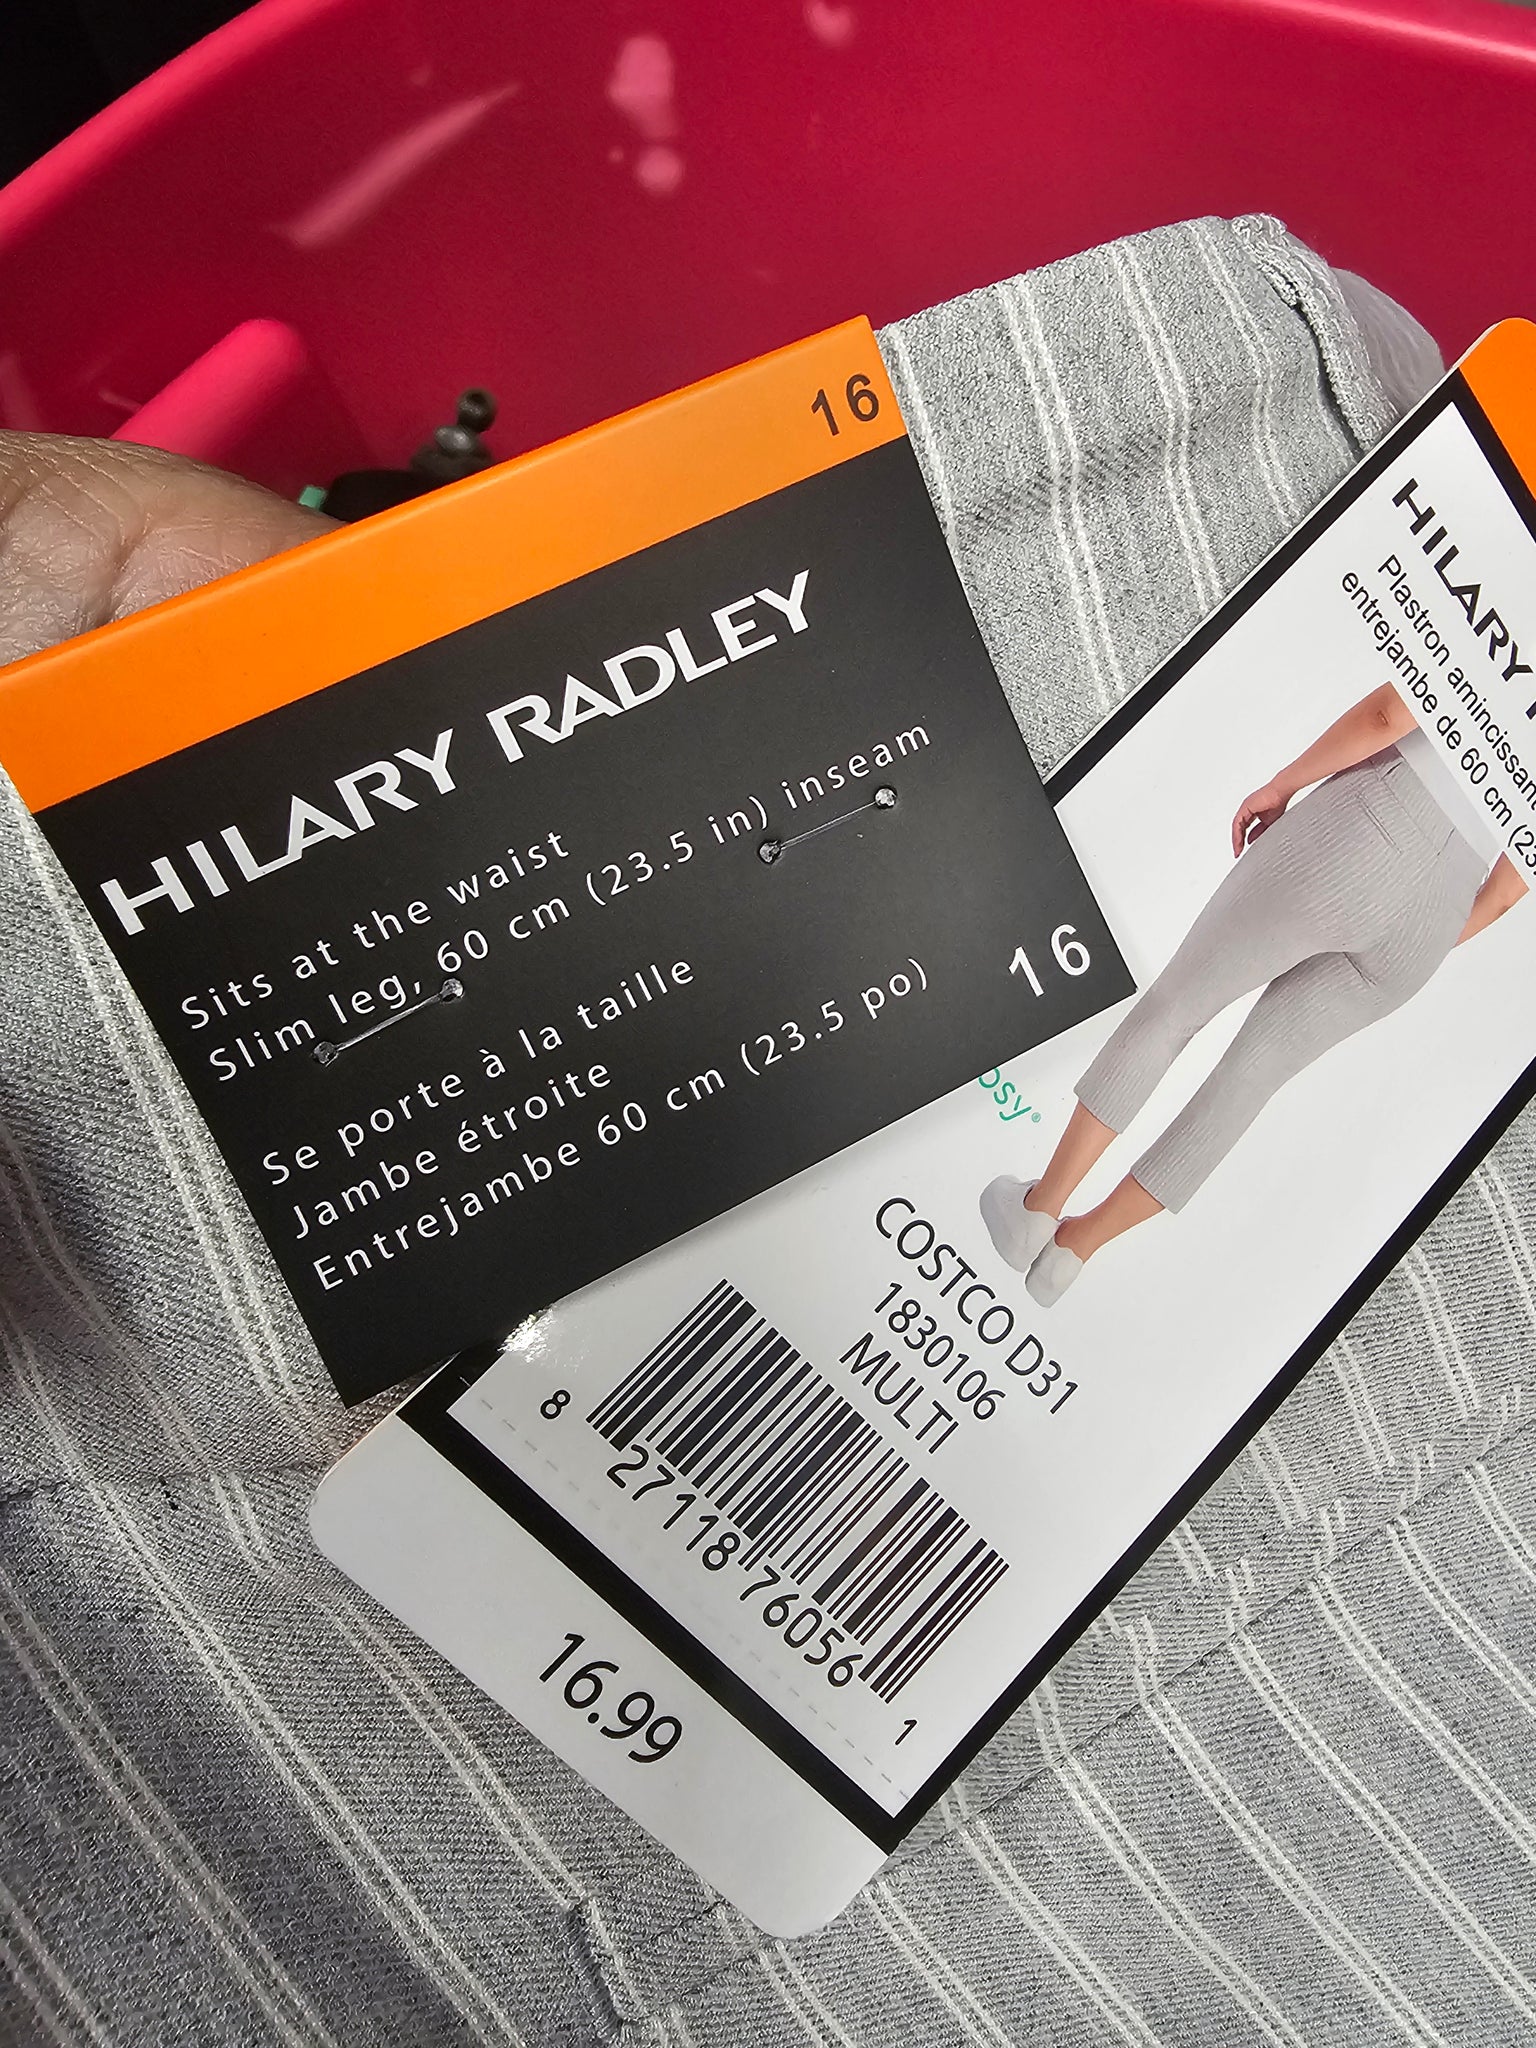 16
HILARY RADLEY
Sits at the waist
Slim leg, 60 cm (23.5 in) inseam
Se porte à la taille
Jambe étroite
Entrejambe 60 cm (23.5 po)
16
HILARY
Plastron amincissant
entrejambe de 60 cm (23.
osy®
COSTCO D31
1830106
MULTI
8 27118 76056 1
16.99